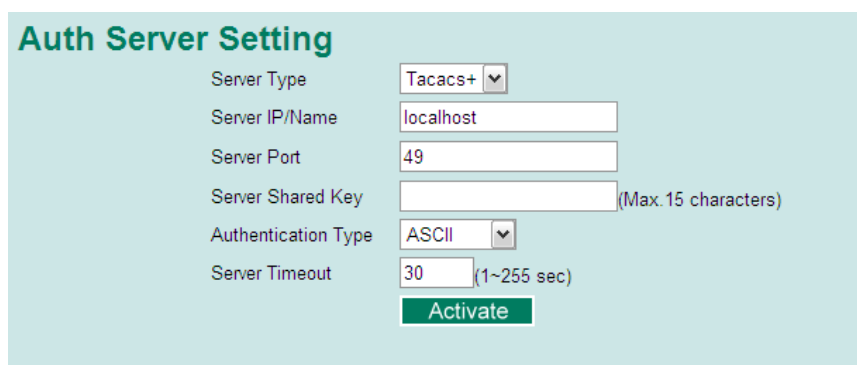 Auth Server Setting
Server Type Tacacs+
Server IP/Name localhost
Server Port 49
Server Shared Key (Max.15 characters)
Authentication Type ASCII
Server Timeout 30 (1~255 sec)
Activate